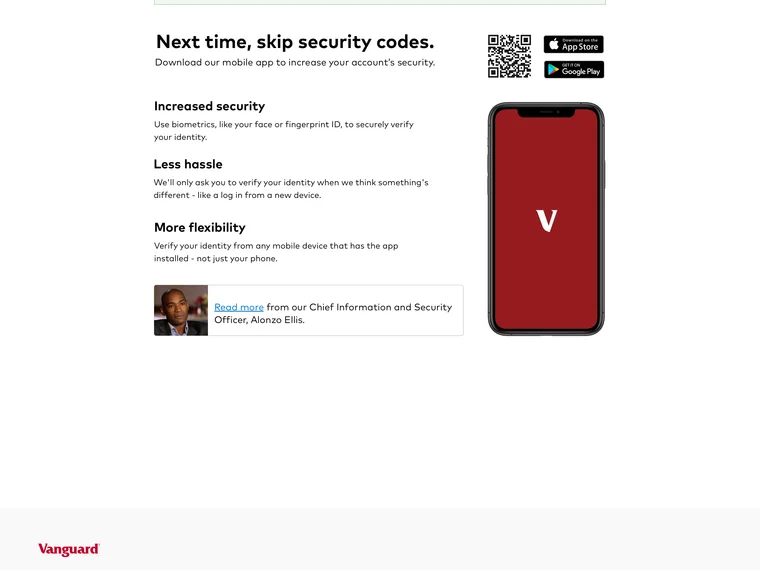 Next time, skip security codes.
Download our mobile app to increase your account's security.
Download on the
App Store
GET IT ON
Google Play
Increased security
Use biometrics, like your face or fingerprint ID, to securely verify
your identity.
Less hassle
We'll only ask you to verify your identity when we think something's
different - like a log in from a new device.
More flexibility
Verify your identity from any mobile device that has the app
installed - not just your phone.
Read more from our Chief Information and Security
Officer, Alonzo Ellis.
V
Vanguard